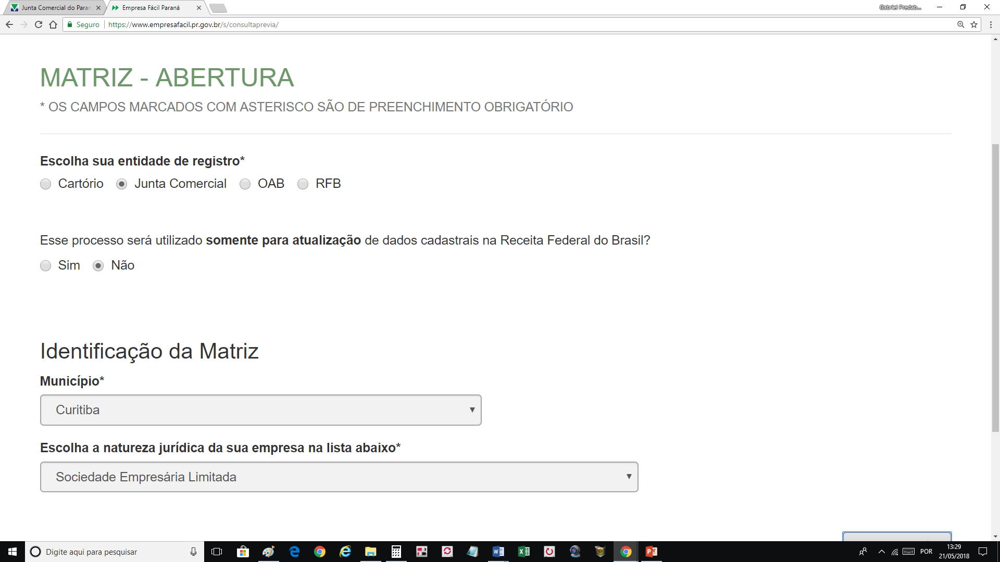 Junta Comercial do Paran
Empresa Fácil Paraná
Gabriel Predab...
Seguro
https://www.empresafacil.pr.gov.br/s/consultaprevia/
MATRIZ - ABERTURA
* OS CAMPOS MARCADOS COM ASTERISCO SÃO DE PREENCHIMENTO OBRIGATÓRIO
Escolha sua entidade de registro*
Cartório Junta Comercial OAB RFB
Esse processo será utilizado somente para atualização de dados cadastrais na Receita Federal do Brasil?
Sim Não
Identificação da Matriz
Município*
Curitiba
Escolha a natureza jurídica da sua empresa na lista abaixo*
Sociedade Empresária Limitada
Digite aqui para pesquisar
POR
13:29
21/05/2018